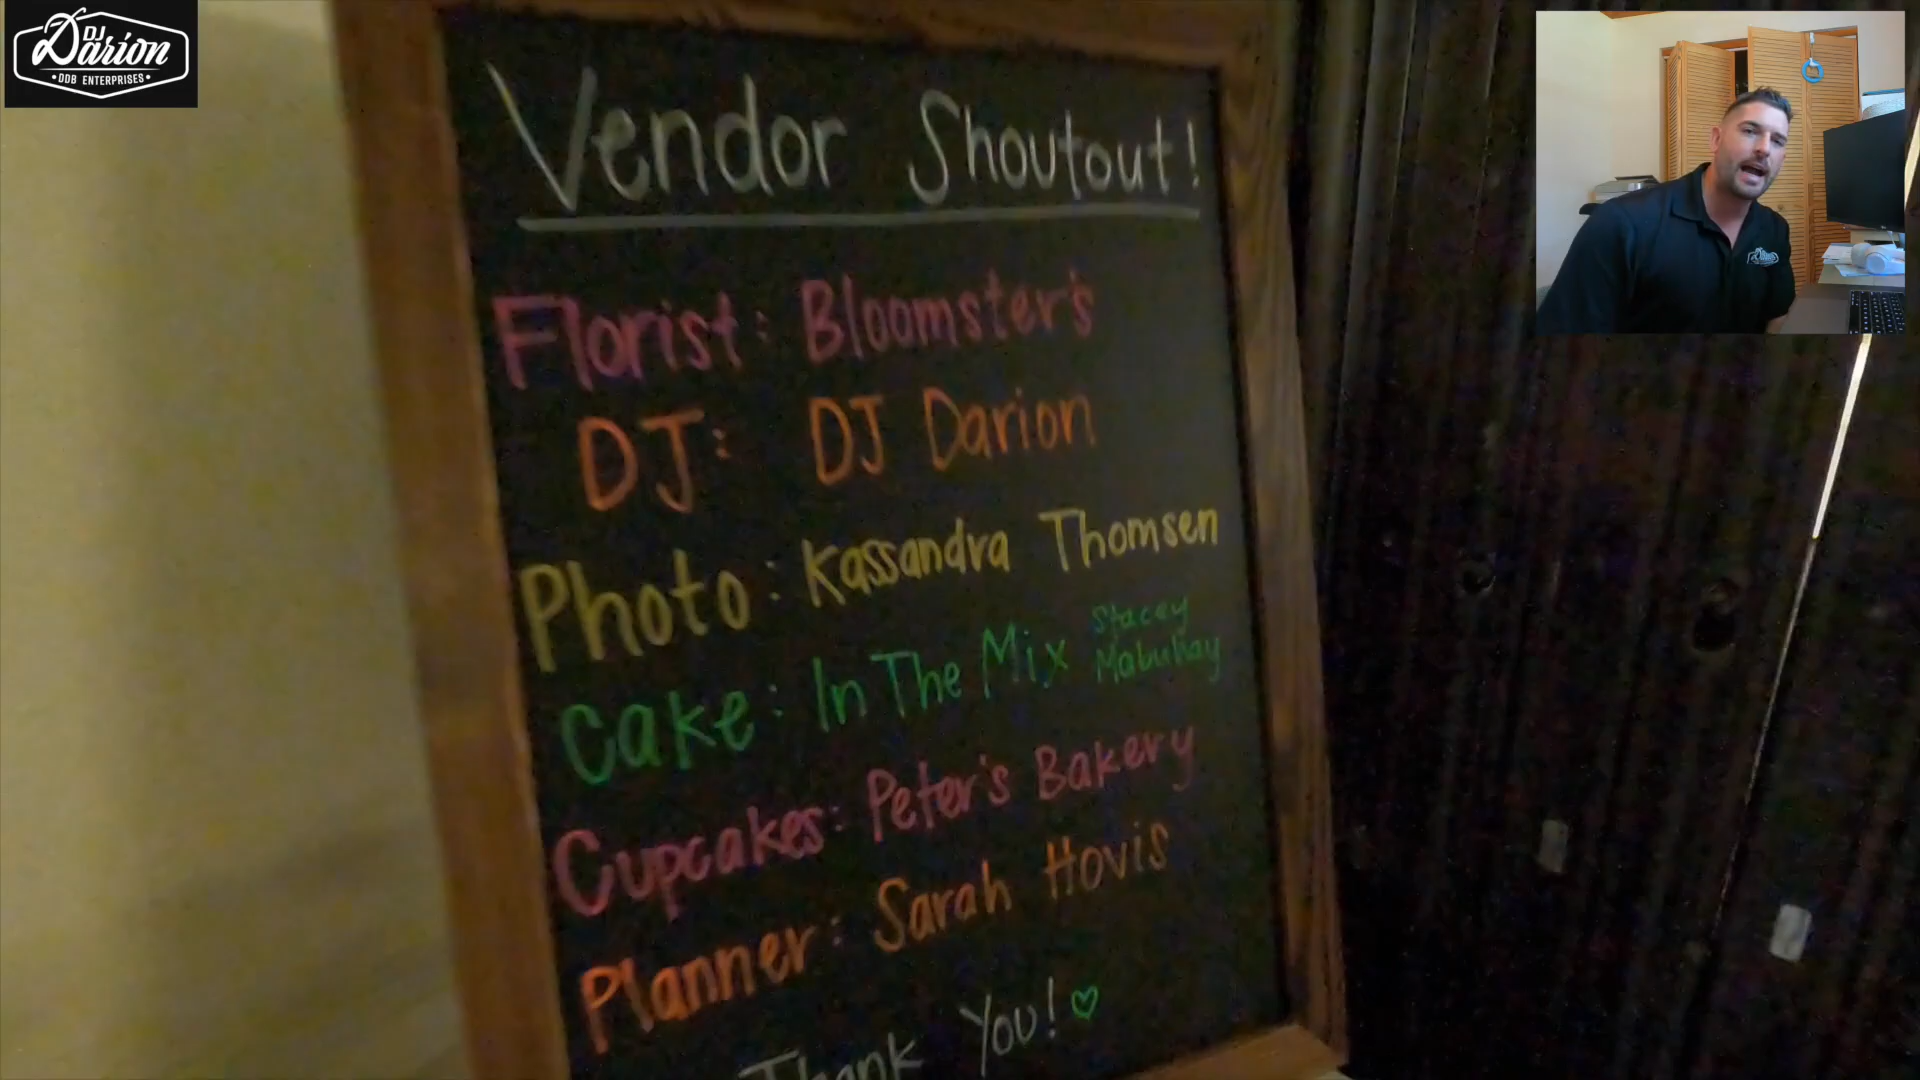 DJ
Darion
• DDB ENTERPRISES •
Vendor Shoutout!
Florist: Bloomster's
DJ: DJ Darion
Photo: Kassandra Thomsen
Cake: In The Mix Stacey Mabuhay
Cupcakes: Peter's Bakery
Planner: Sarah Hovis
Thank You! ♡